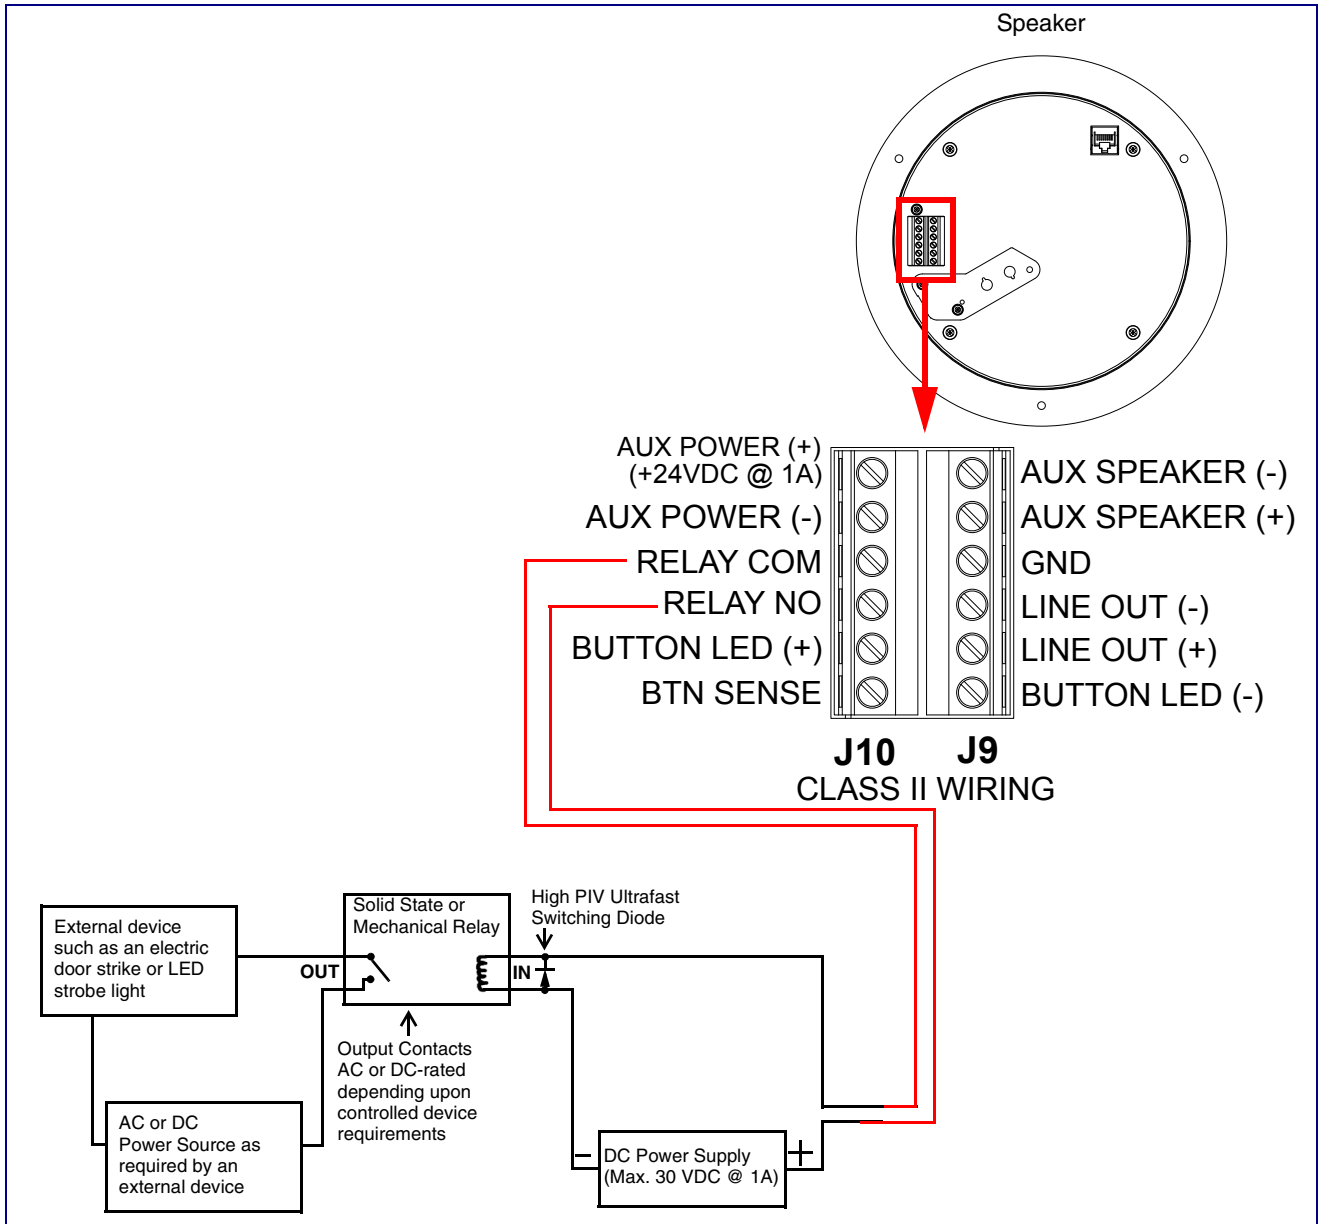 Speaker
AUX POWER (+)
(+24VDC @ 1A)
AUX POWER (-)
RELAY COM
RELAY NO
BUTTON LED (+)
BTN SENSE
AUX SPEAKER (-)
AUX SPEAKER (+)
GND
LINE OUT (-)
LINE OUT (+)
BUTTON LED (-)
J10
J9
CLASS II WIRING
External device
such as an electric
door strike or LED
strobe light
Solid State or
Mechanical Relay
OUT
IN
High PIV Ultrafast
Switching Diode
Output Contacts
AC or DC-rated
depending upon
controlled device
requirements
AC or DC
Power Source as
required by an
external device
-
DC Power Supply
(Max. 30 VDC @ 1A)
+